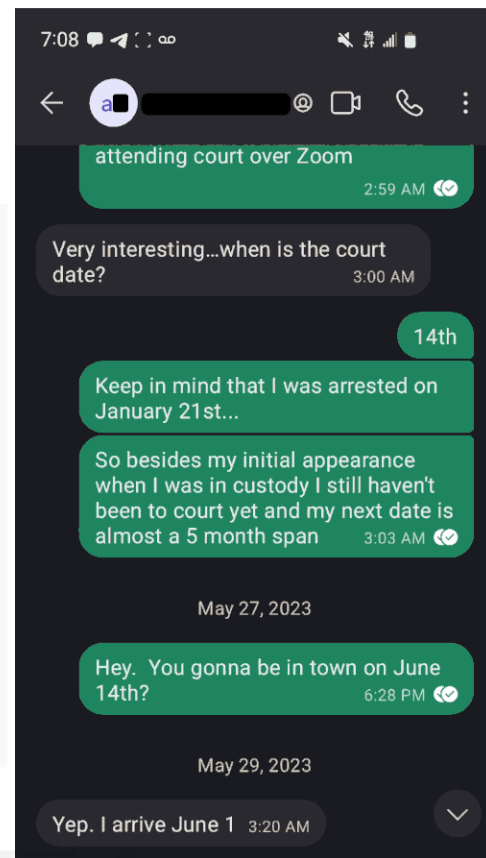 7:08
a
attending court over Zoom
2:59 AM
Very interesting...when is the court
date?
3:00 AM
14th
Keep in mind that I was arrested on
January 21st...
So besides my initial appearance
when I was in custody I still haven't
been to court yet and my next date is
almost a 5 month span
3:03 AM
May 27, 2023
Hey.  You gonna be in town on June
14th?
6:28 PM
May 29, 2023
Yep. I arrive June 1
3:20 AM